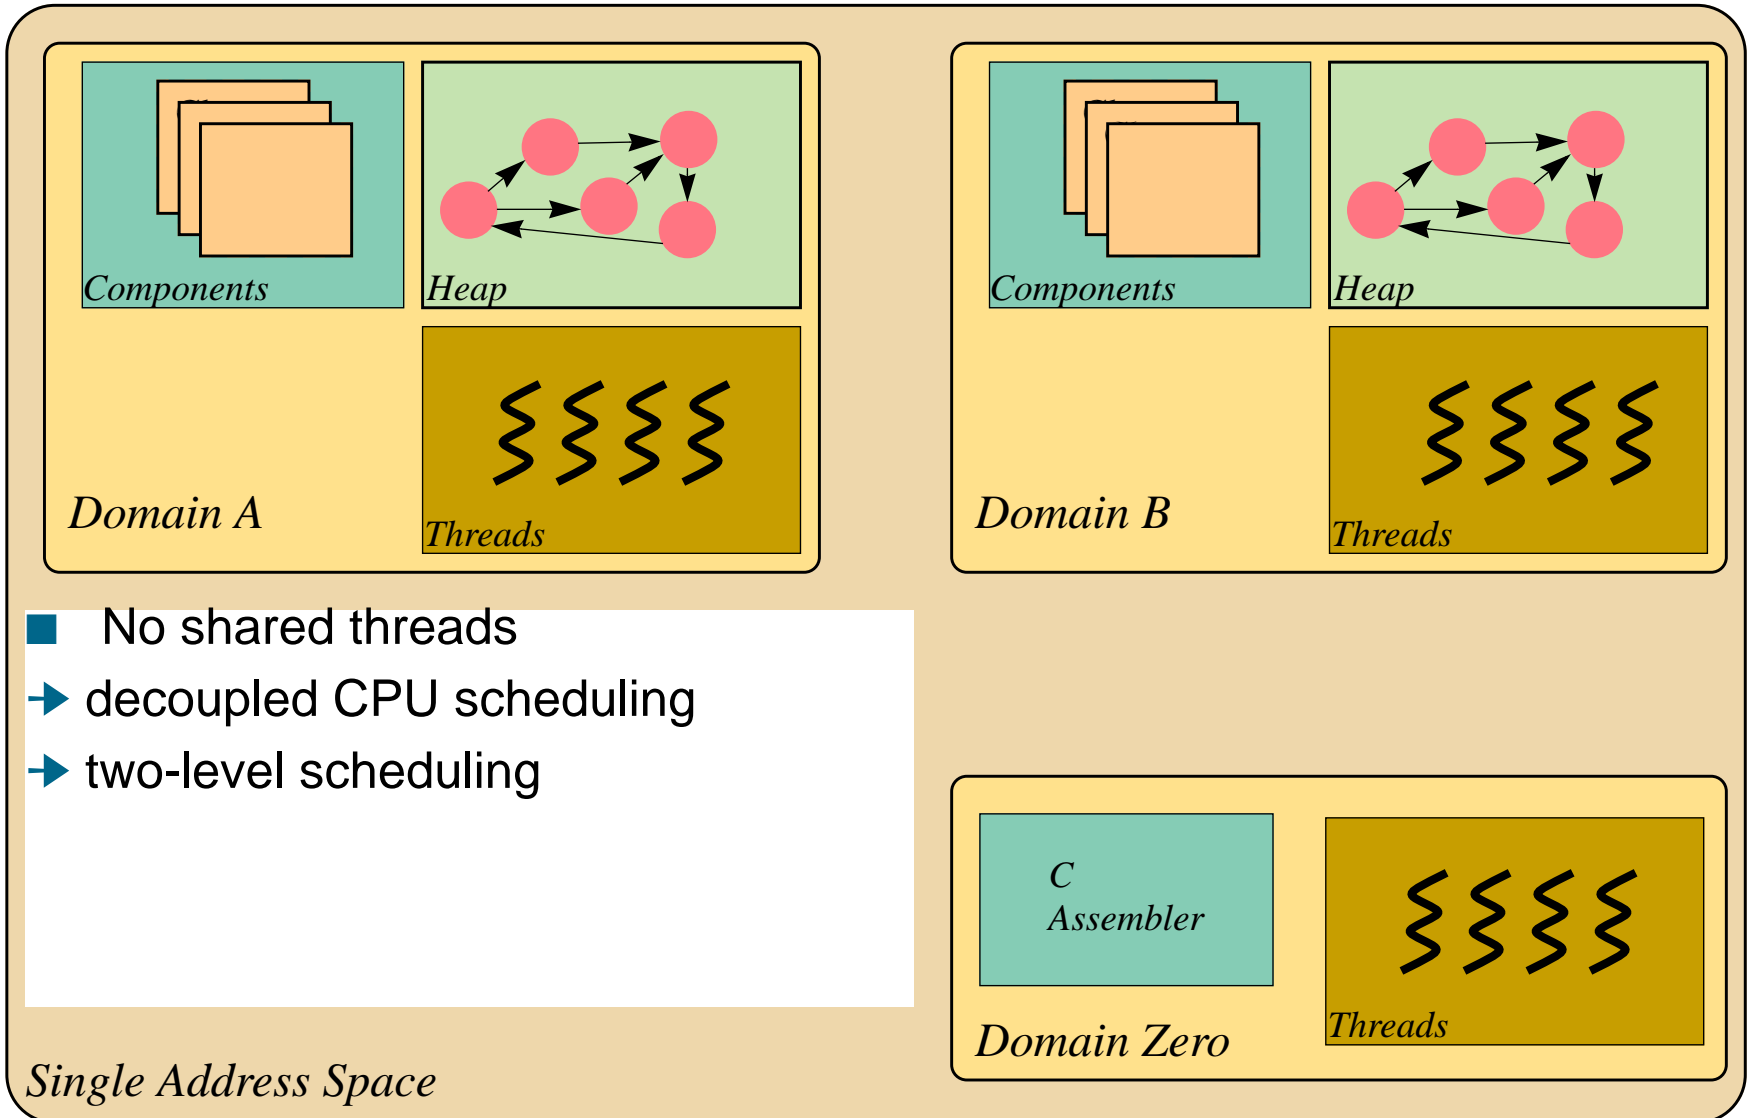 Components
Heap
Threads
Domain A
Components
Heap
Threads
Domain B
No shared threads
decoupled CPU scheduling
two-level scheduling
C
Assembler
Threads
Domain Zero
Single Address Space